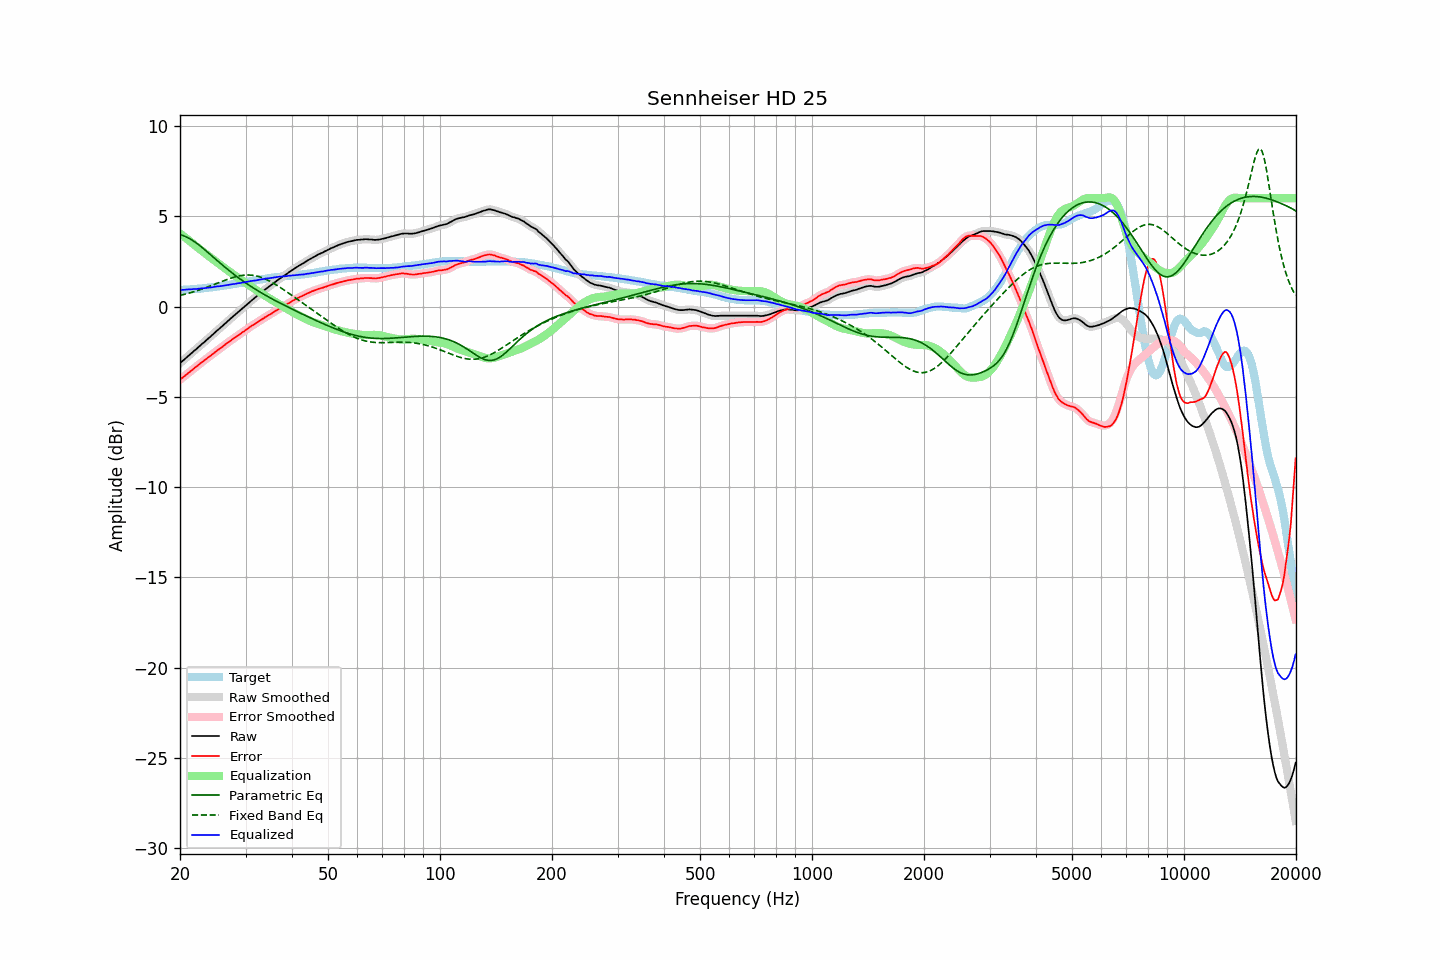 Sennheiser HD 25
10
5
0
−5
−10
−15
−20
−25
−30
Amplitude (dBr)
Target
Raw Smoothed
Error Smoothed
Raw
Error
Equalization
Parametric Eq
Fixed Band Eq
Equalized
20 50 100 200 500 1000 2000 5000 10000 20000
Frequency (Hz)